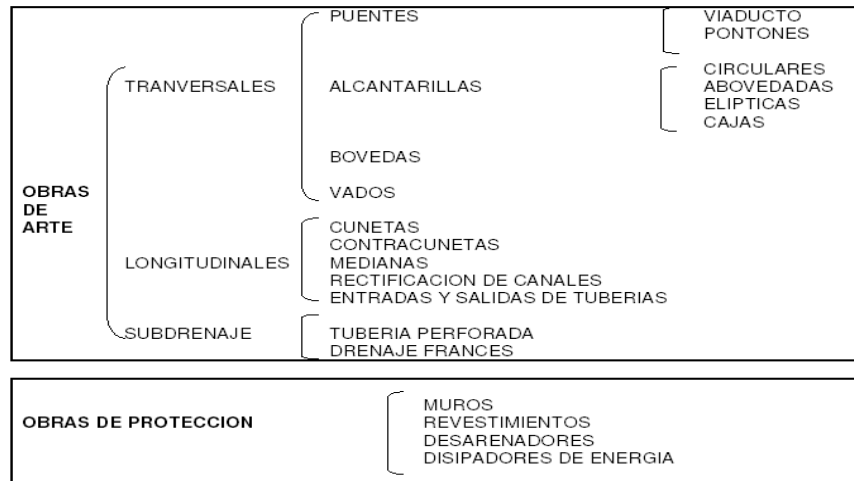 PUENTES
VIADUCTO
PONTONES
TRANVERSALES
ALCANTARILLAS
CIRCULARES
ABOVEDADAS
ELIPTICAS
CAJAS
BOVEDAS
VADOS
OBRAS
DE
ARTE
LONGITUDINALES
CUNETAS
CONTRACUNETAS
MEDIANAS
RECTIFICACION DE CANALES
ENTRADAS Y SALIDAS DE TUBERIAS
SUBDRENAJE
TUBERIA PERFORADA
DRENAJE FRANCES
OBRAS DE PROTECCION
MUROS
REVESTIMIENTOS
DESARENADORES
DISIPADORES DE ENERGIA